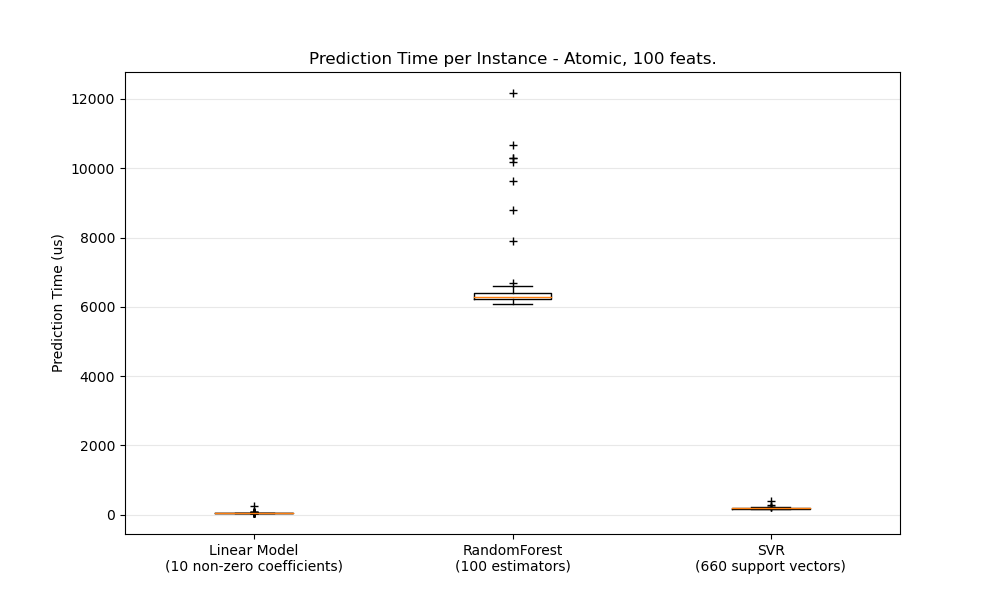 Prediction Time per Instance - Atomic, 100 feats.
Prediction Time (us)
12000
10000
8000
6000
4000
2000
0
Linear Model
(10 non-zero coefficients)
RandomForest
(100 estimators)
SVR
(660 support vectors)